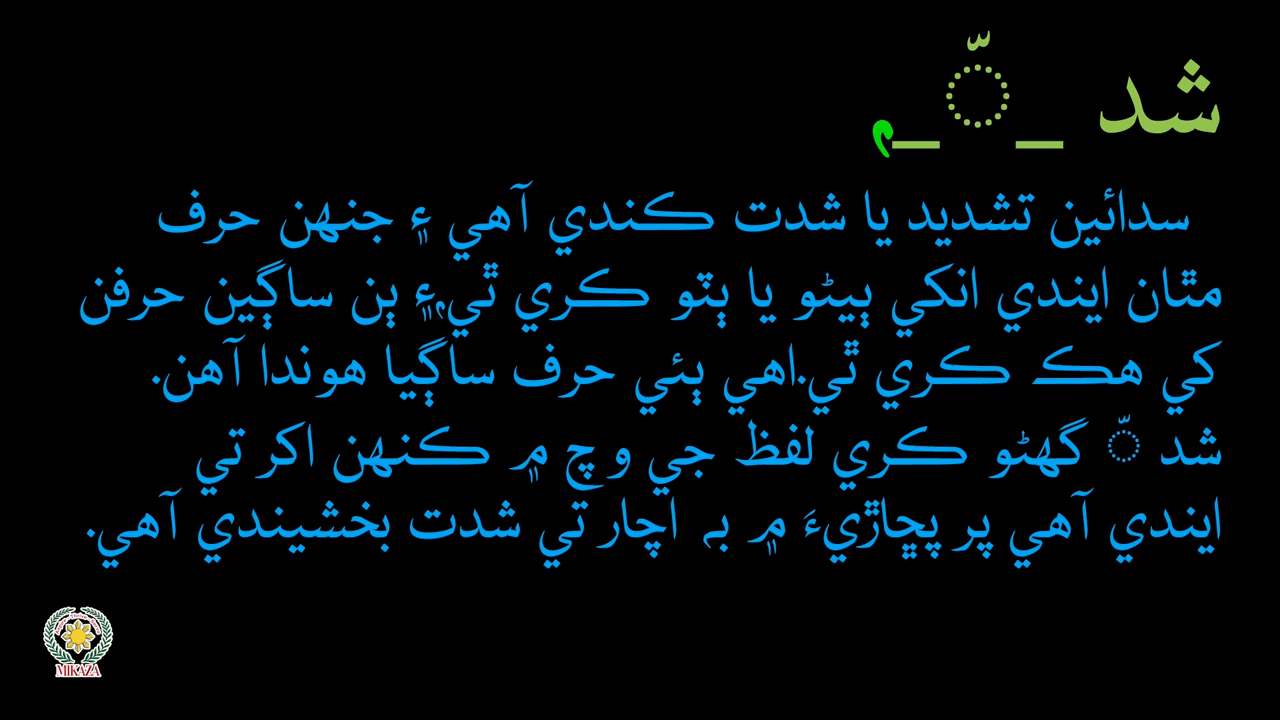 شد _ّ_
سدائين تشديد يا شدت ڪندي آهي ۽ جنهن حرف
مٿان ايندي انکي ٻيڻو يا ٻٽو ڪري ٿي ۽ ٻن ساڳين حرفن
کي هڪ ڪري ٿي.اهي ٻئي حرف ساڳيا هوندا آهن.
شد ّ گهڻو ڪري لفظ جي وچ ۾ ڪنهن اکر تي
ايندي آهي پر پڇاڙيءَ ۾ به اچار تي شدت بخشيندي آهي.
MIKAZA